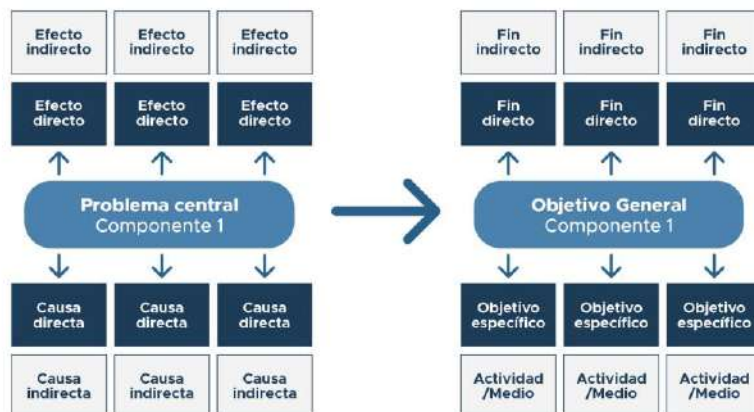 Efecto indirecto
Efecto indirecto
Efecto indirecto
Efecto directo
Efecto directo
Efecto directo
Problema central
Componente 1
Causa directa
Causa directa
Causa directa
Causa indirecta
Causa indirecta
Causa indirecta
Fin indirecto
Fin indirecto
Fin indirecto
Fin directo
Fin directo
Fin directo
Objetivo General
Componente 1
Objetivo específico
Objetivo específico
Objetivo específico
Actividad /Medio
Actividad /Medio
Actividad /Medio